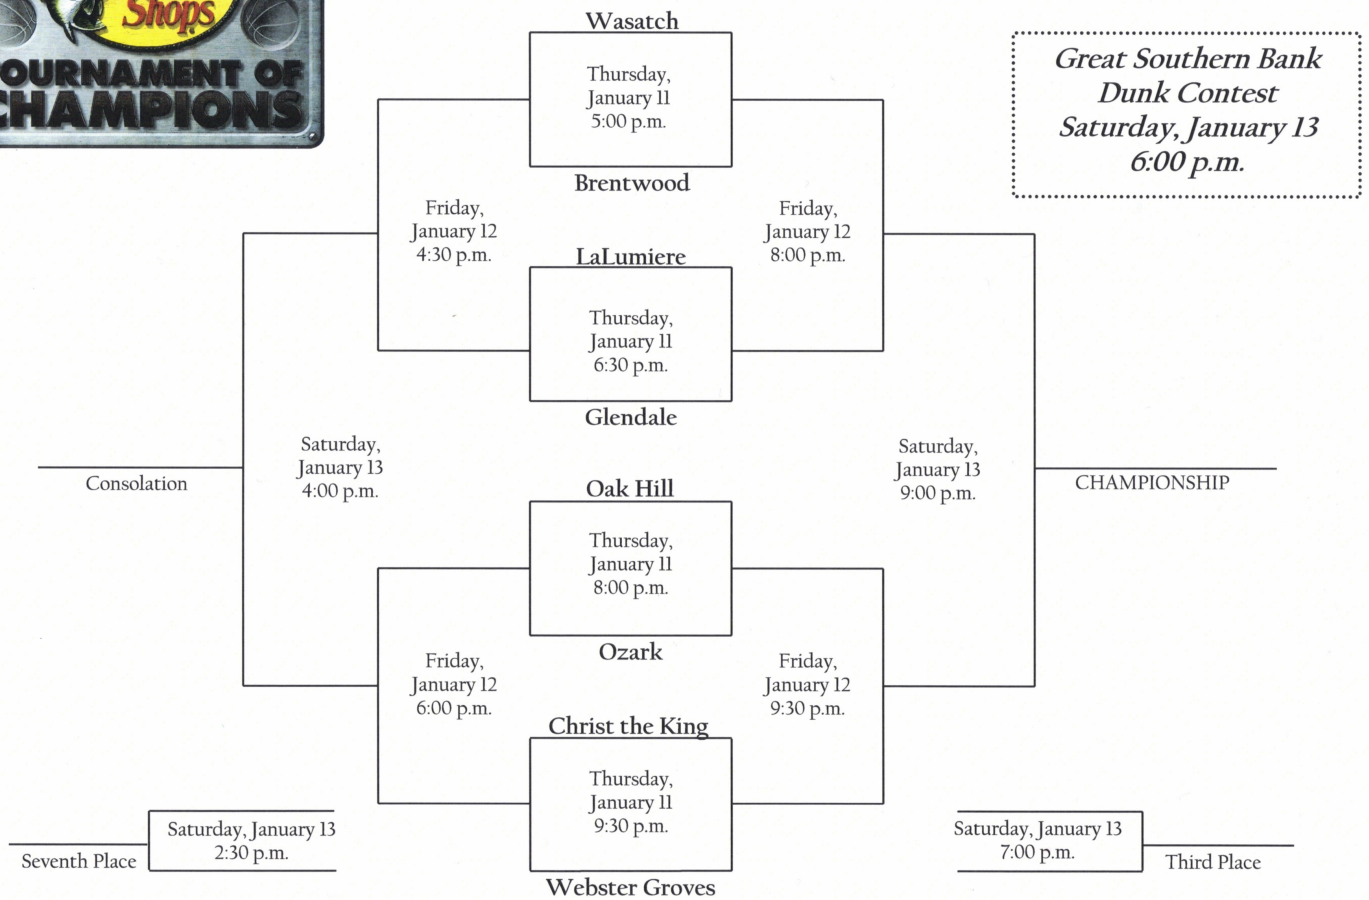 Shops
OURNAMENT OF
CHAMPIONS
Great Southern Bank
Dunk Contest
Saturday, January 13
6:00 p.m.
Wasatch
Thursday,
January 11
5:00 p.m.
Brentwood
Friday,
January 12
4:30 p.m.
Friday,
January 12
8:00 p.m.
LaLumiere
Thursday,
January 11
6:30 p.m.
Glendale
Saturday,
January 13
4:00 p.m.
Consolation
Saturday,
January 13
9:00 p.m.
CHAMPIONSHIP
Oak Hill
Thursday,
January 11
8:00 p.m.
Ozark
Friday,
January 12
6:00 p.m.
Friday,
January 12
9:30 p.m.
Christ the King
Thursday,
January 11
9:30 p.m.
Webster Groves
Saturday, January 13
2:30 p.m.
Seventh Place
Saturday, January 13
7:00 p.m.
Third Place